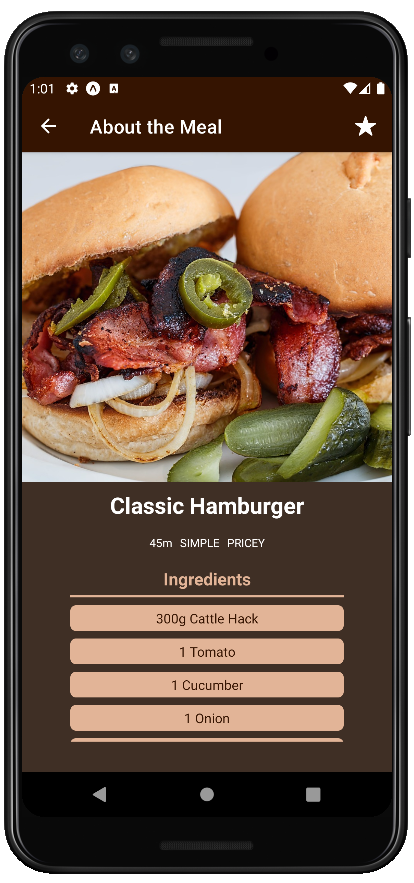 1:01
About the Meal
Classic Hamburger
45m SIMPLE PRICEY
Ingredients
300g Cattle Hack
1 Tomato
1 Cucumber
1 Onion